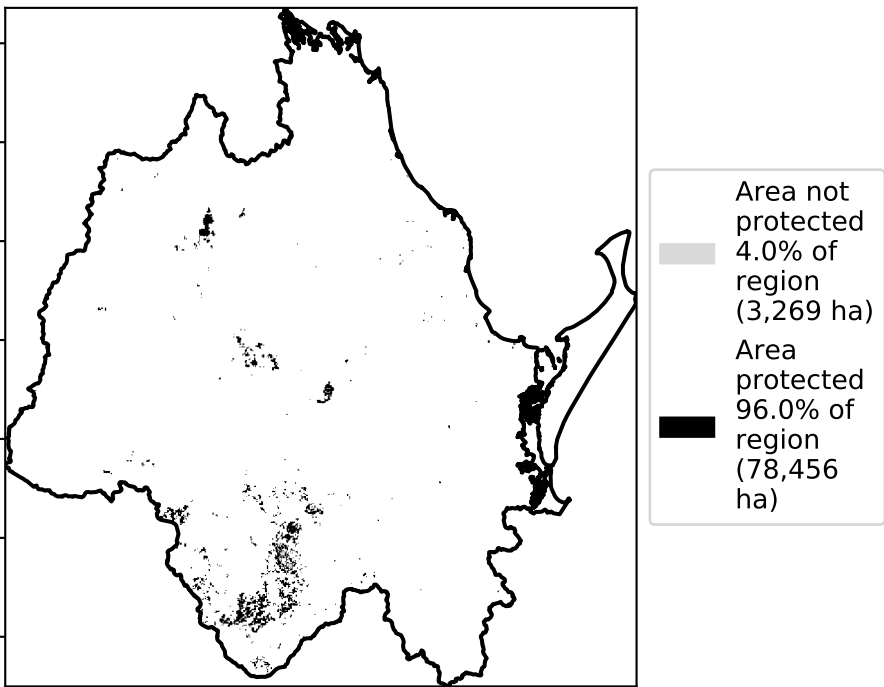 Area not
protected
4.0% of
region
(3,269 ha)
Area
protected
96.0% of
region
(78,456
ha)